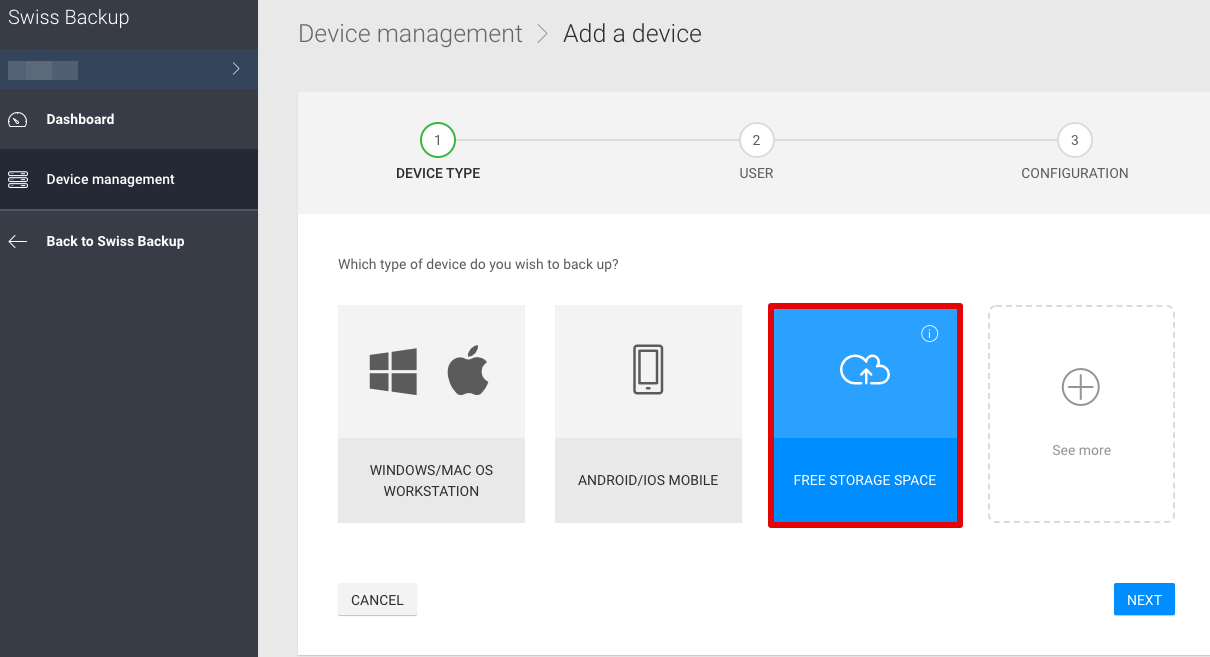 Swiss Backup
Dashboard
Device management
Back to Swiss Backup
Device management > Add a device
1
DEVICE TYPE
2
USER
3
CONFIGURATION
Which type of device do you wish to back up?
WINDOWS/MAC OS
WORKSTATION
ANDROID/IOS MOBILE
FREE STORAGE SPACE
See more
CANCEL
NEXT